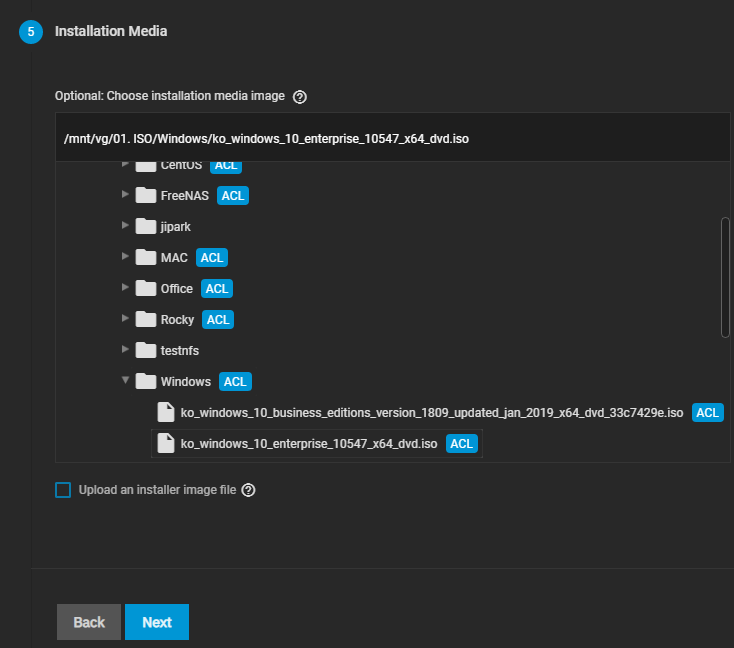 5 Installation Media
Optional: Choose installation media image ?
/mnt/vg/01. ISO/Windows/ko_windows_10_enterprise_10547_x64_dvd.iso
CentOS ACL
FreeNAS ACL
jipark
MAC ACL
Office ACL
Rocky ACL
testnfs
Windows ACL
ko_windows_10_business_editions_version_1809_updated_jan_2019_x64_dvd_33c7429e.iso ACL
ko_windows_10_enterprise_10547_x64_dvd.iso ACL
Upload an installer image file ?
Back Next